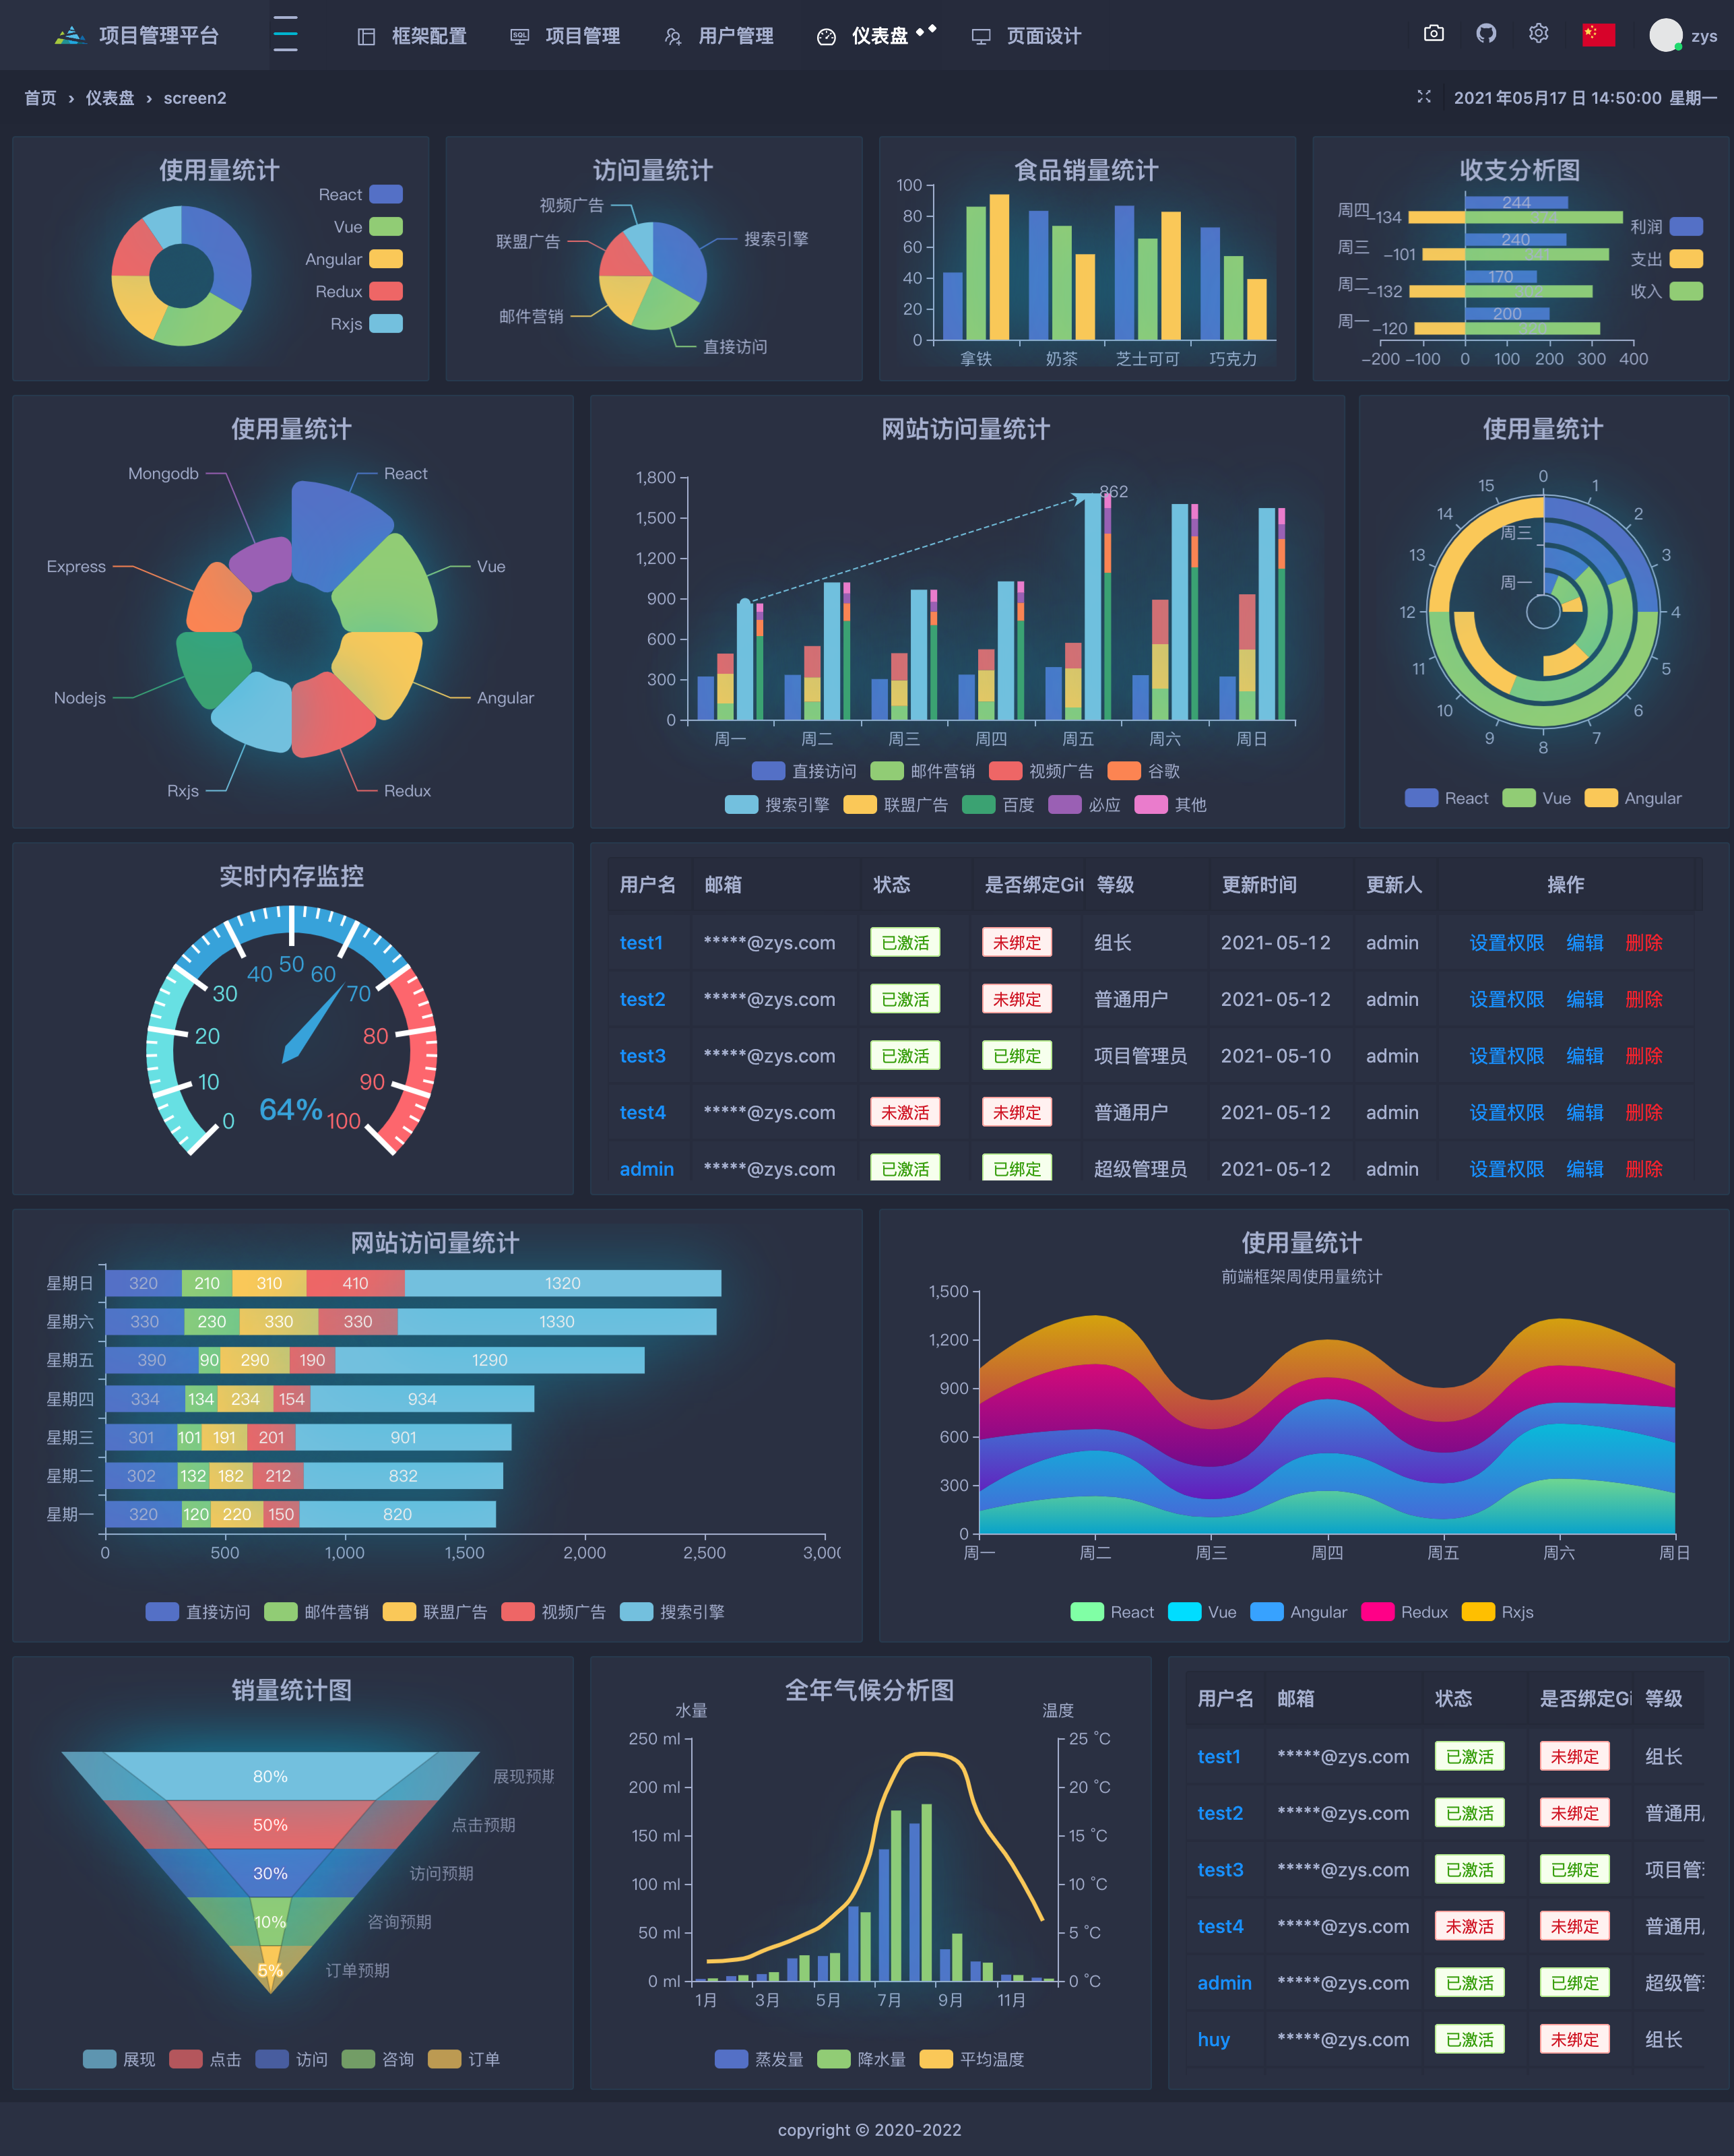 项目管理平台
框架配置
SQL
项目管理
用户管理
仪表盘
页面设计
zys
首页 › 仪表盘 › screen2
2021 年05月17 日 14:50:00 星期一
使用量统计
React
Vue
Angular
Redux
Rxjs
访问量统计
视频广告
搜索引擎
联盟广告
邮件营销
直接访问
食品销量统计
100
80
60
40
20
0
拿铁 奶茶 芝士可可 巧克力
收支分析图
周四 -134 244
周三 -101 240
周二 -132 170
周一 -120 200
利润
支出
收入
-200 -100 0 100 200 300 400
使用量统计
Mongodb React
Express Vue
Nodejs Angular
Rxjs Redux
网站访问量统计
1,800
1,500
1,200
900
600
300
0
862
周一 周二 周三 周四 周五 周六 周日
直接访问 邮件营销 视频广告 谷歌
搜索引擎 联盟广告 百度 必应 其他
使用量统计
0 1 2 3 4 5 6 7 8 9 10 11 12 13 14 15
周三
周一
React Vue Angular
实时内存监控
0 10 20 30 40 50 60 70 80 90 100
64%
用户名 邮箱 状态 是否绑定Git 等级 更新时间 更新人 操作
test1 *****@zys.com 已激活 未绑定 组长 2021-05-12 admin 设置权限 编辑 删除
test2 *****@zys.com 已激活 未绑定 普通用户 2021-05-12 admin 设置权限 编辑 删除
test3 *****@zys.com 已激活 已绑定 项目管理员 2021-05-10 admin 设置权限 编辑 删除
test4 *****@zys.com 未激活 未绑定 普通用户 2021-05-12 admin 设置权限 编辑 删除
admin *****@zys.com 已激活 已绑定 超级管理员 2021-05-12 admin 设置权限 编辑 删除
网站访问量统计
星期日 320 210 310 410 1320
星期六 330 230 330 330 1330
星期五 390 90 290 190 1290
星期四 334 134 234 154 934
星期三 301 101 191 201 901
星期二 302 132 182 212 832
星期一 320 120 220 150 820
0 500 1,000 1,500 2,000 2,500 3,00
直接访问 邮件营销 联盟广告 视频广告 搜索引擎
使用量统计
前端框架周使用量统计
1,500
1,200
900
600
300
0
周一 周二 周三 周四 周五 周六 周日
React Vue Angular Redux Rxjs
销量统计图
80% 展现预期
50% 点击预期
30% 访问预期
10% 咨询预期
5% 订单预期
展现 点击 访问 咨询 订单
全年气候分析图
水量 温度
250 ml 25 °C
200 ml 20 °C
150 ml 15 °C
100 ml 10 °C
50 ml 5 °C
0 ml 0 °C
1月 3月 5月 7月 9月 11月
蒸发量 降水量 平均温度
用户名 邮箱 状态 是否绑定Gi 等级
test1 *****@zys.com 已激活 未绑定 组长
test2 *****@zys.com 已激活 未绑定 普通用
test3 *****@zys.com 已激活 已绑定 项目管
test4 *****@zys.com 未激活 未绑定 普通用
admin *****@zys.com 已激活 已绑定 超级管
huy *****@zys.com 已激活 未绑定 组长
copyright © 2020-2022